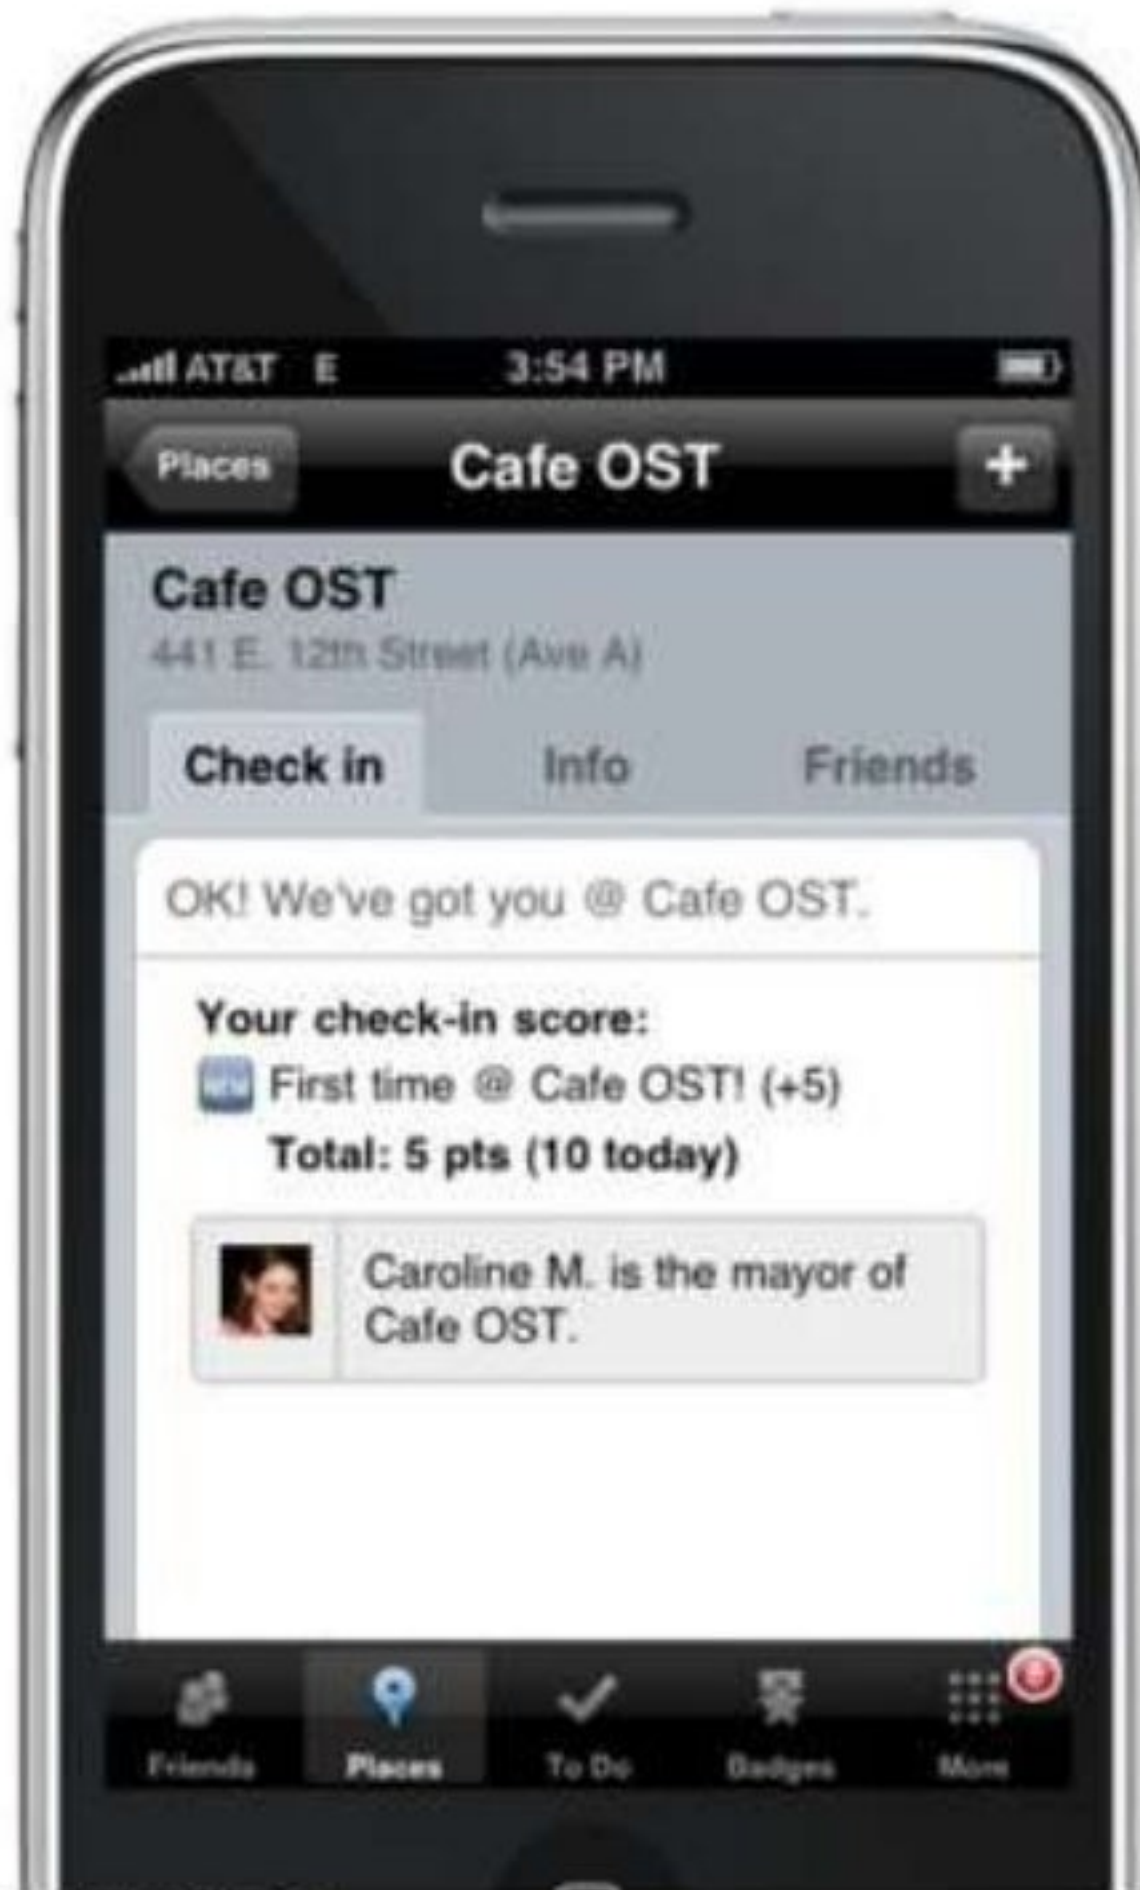 AT&T E 3:54 PM
Places Cafe OST +
Cafe OST
441 E. 12th Street (Ave A)
Check in Info Friends
OK! We've got you @ Cafe OST.
Your check-in score:
NEW First time @ Cafe OST! (+5)
Total: 5 pts (10 today)
Caroline M. is the mayor of
Cafe OST.
Friends Places To Do Badges More